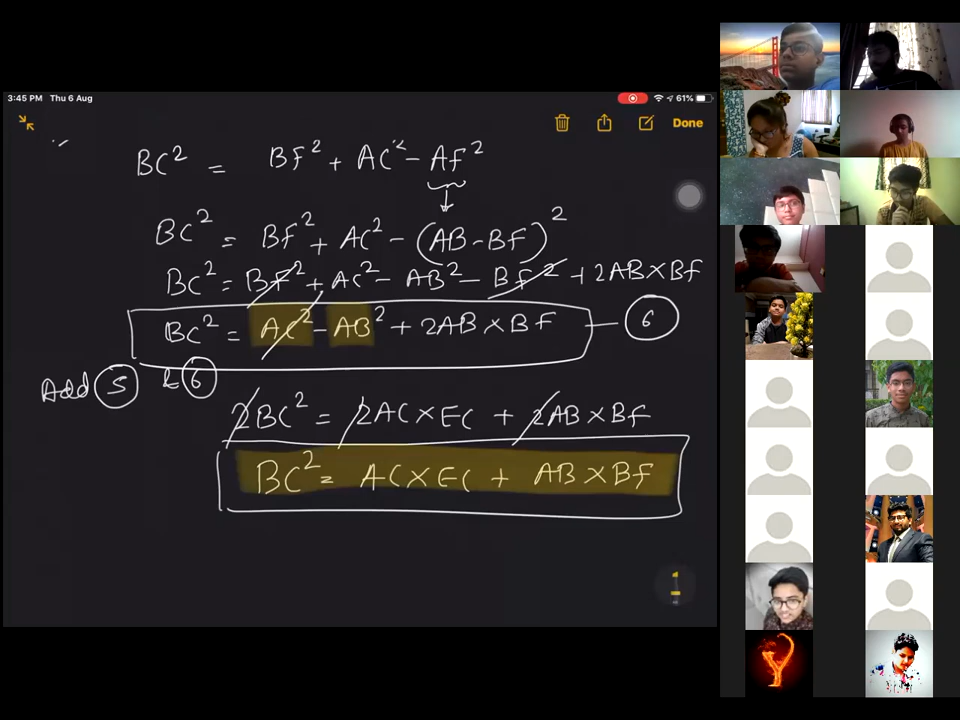 3:45 PM Thu 6 Aug 61%
Done
BC² = Bf² + AC² - Af²
BC² = BF² + AC² - (AB - BF)²
BC² = Bf² + AC² - AB² - Bf² + 2AB × Bf
BC² = AC² - AB² + 2AB × BF — 6
Add 5 & 6
2BC² = 2AC × EC + 2AB × Bf
BC² = AC × EC + AB × Bf